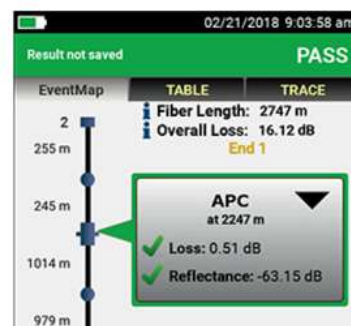 02/21/2018 9:03:58 am
Result not saved
PASS
EventMap
TABLE
TRACE
2
Fiber Length: 2747 m
Overall Loss: 16.12 dB
End 1
255 m
245 m
APC
at 2247 m
Loss: 0.51 dB
Reflectance: -63.15 dB
1014 m
979 m